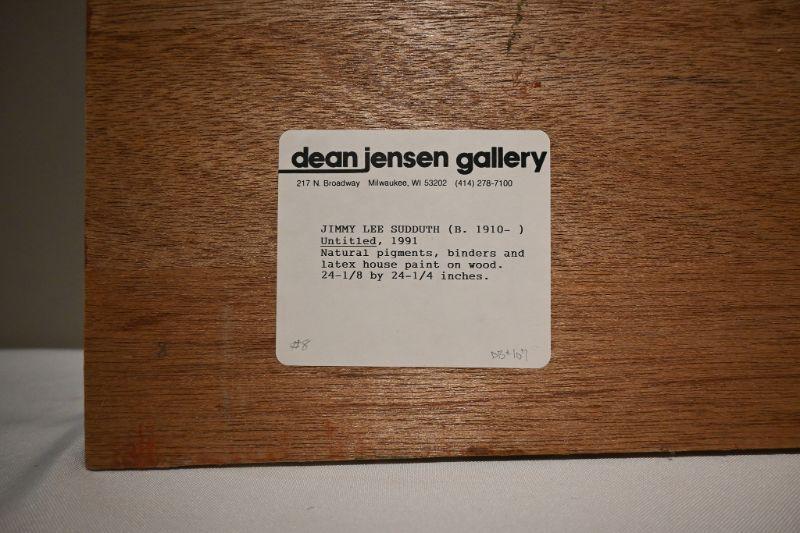 dean jensen gallery
217 N. Broadway Milwaukee, WI 53202 (414) 278-7100
JIMMY LEE SUDDUTH (B. 1910- )
Untitled, 1991
Natural pigments, binders and
latex house paint on wood.
24-1/8 by 24-1/4 inches.
#8
8